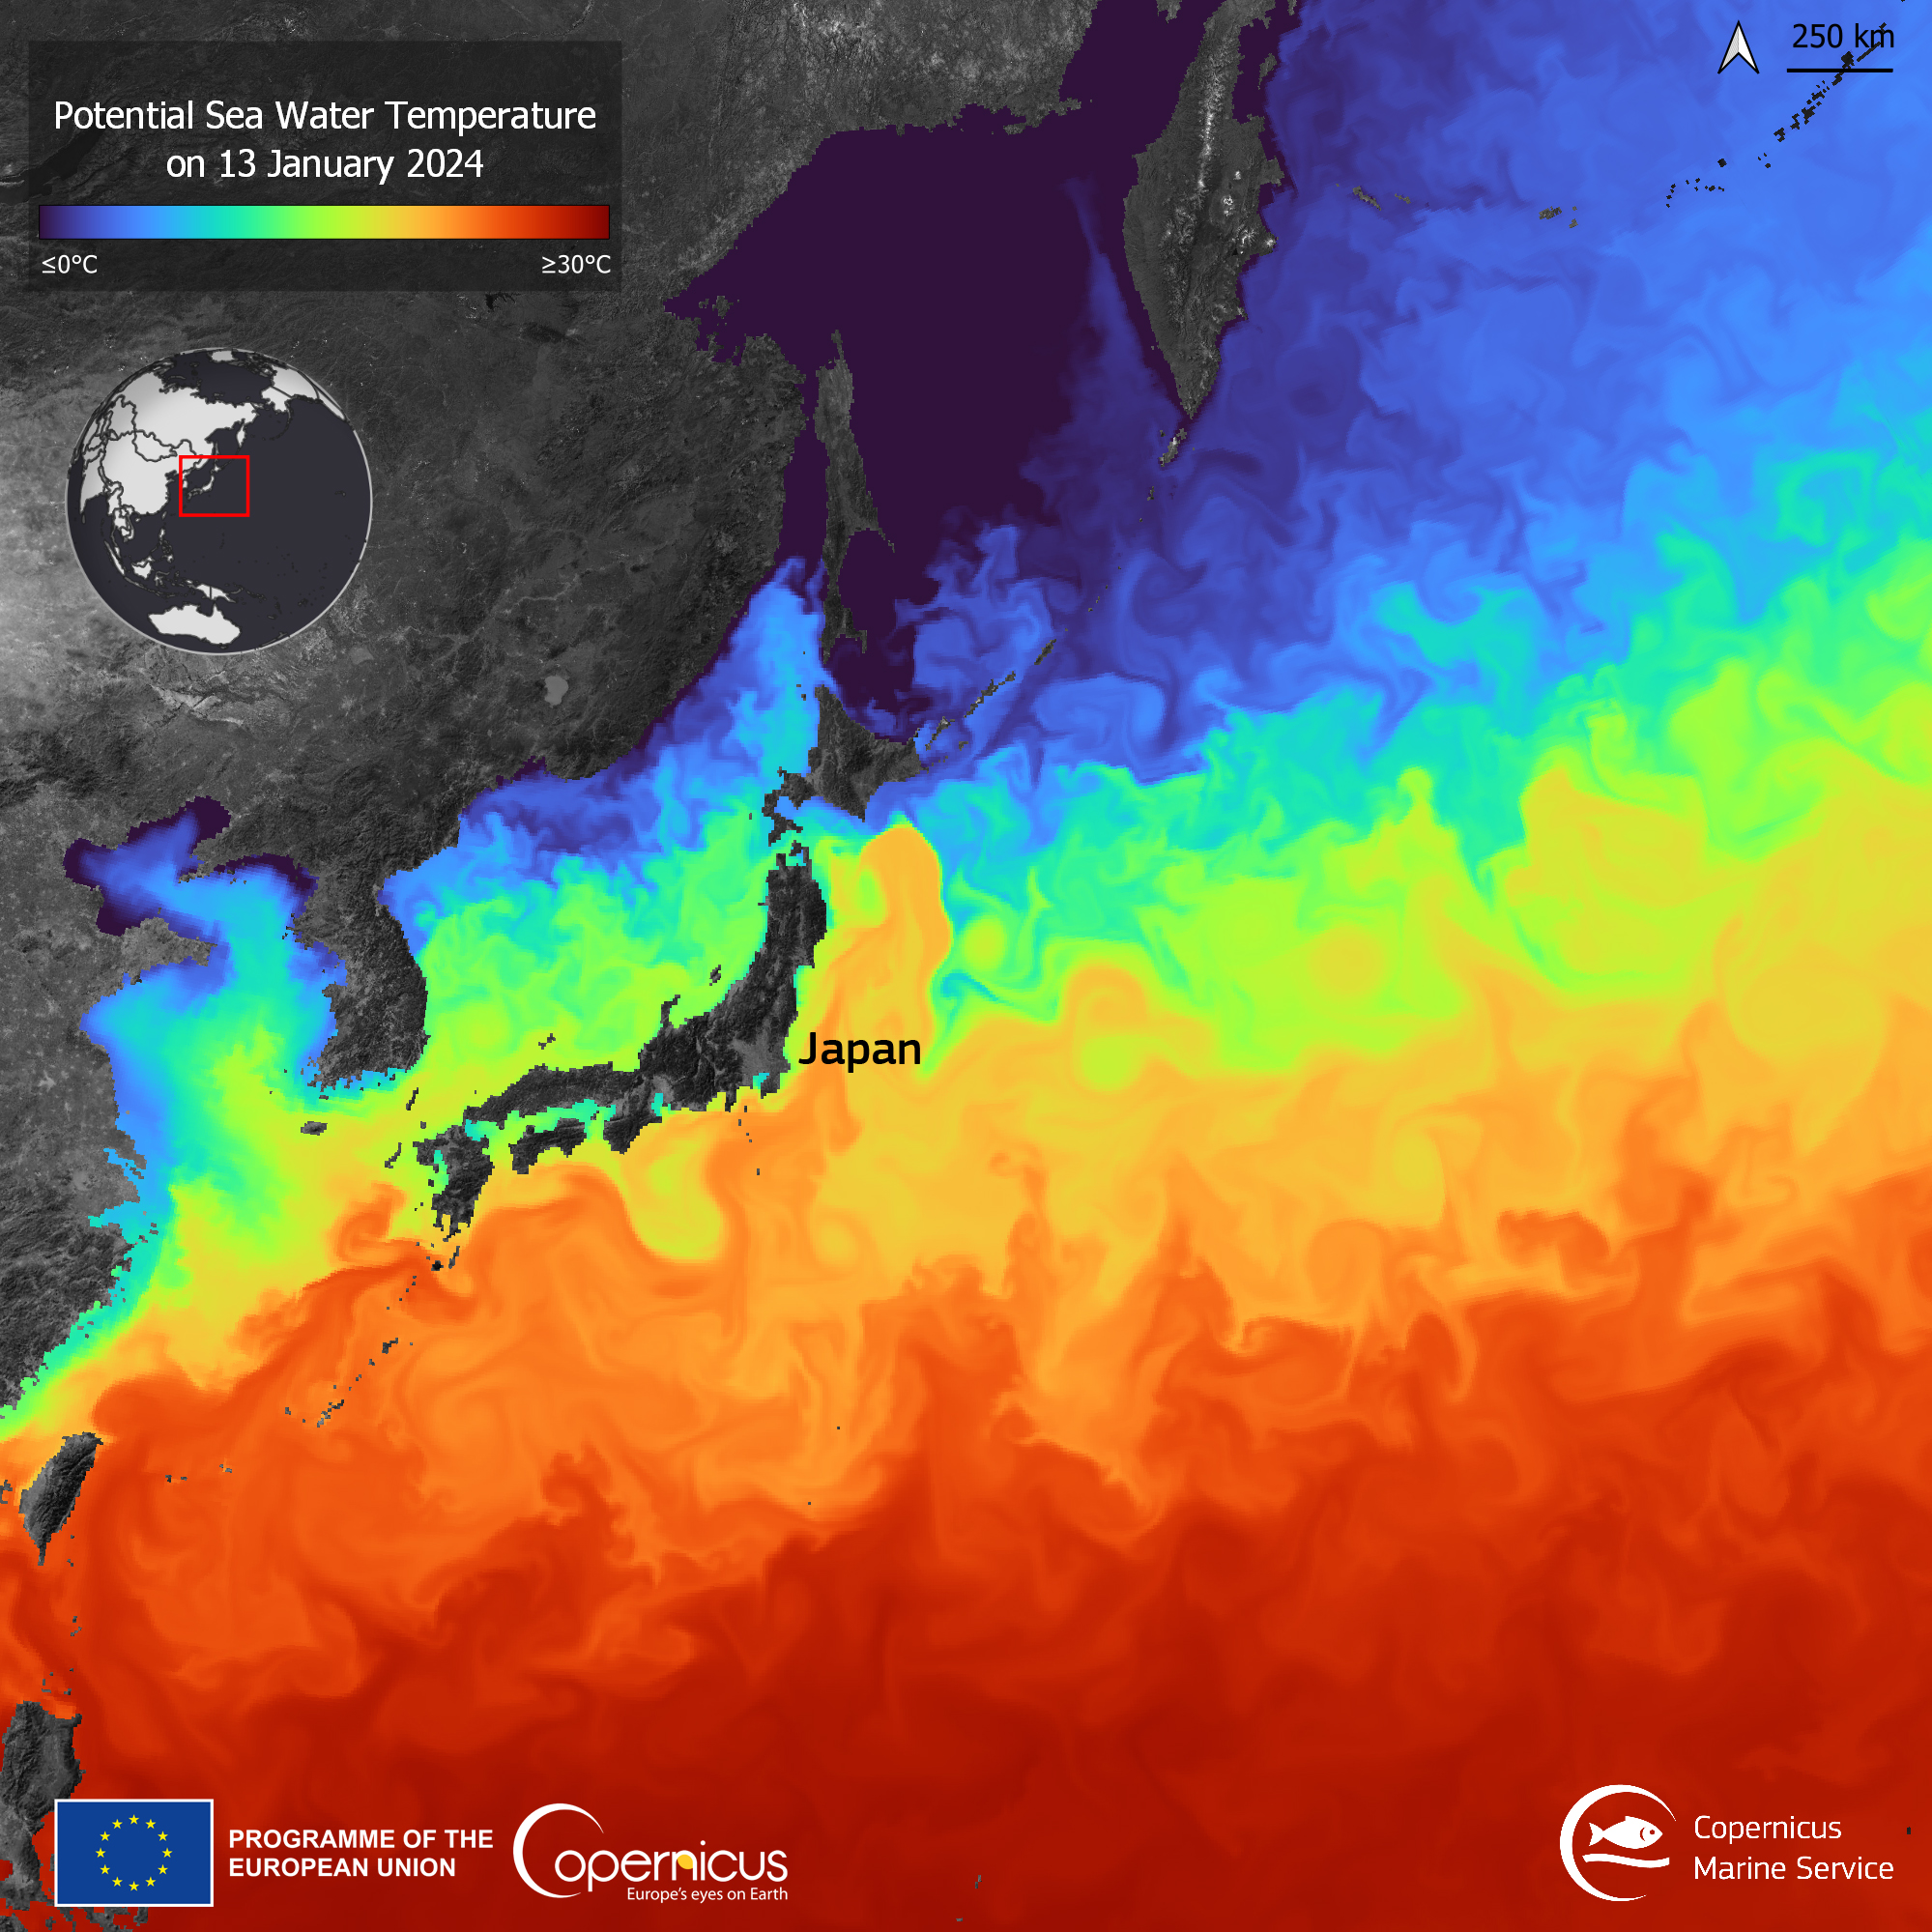 Potential Sea Water Temperature
on 13 January 2024
≤0°C
≥30°C
250 km
Japan
PROGRAMME OF THE
EUROPEAN UNION
opernicus
Europe's eyes on Earth
Copernicus
Marine Service